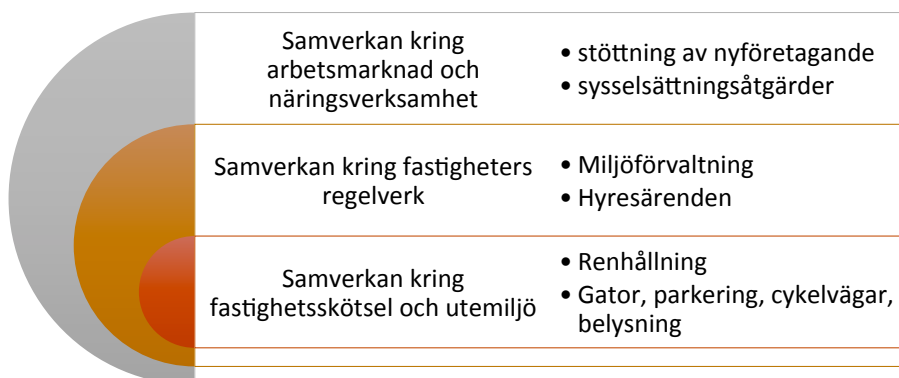 Samverkan kring
arbetsmarknad och
näringsverksamhet
• stöttning av nyföretagande
• sysselsättningsåtgärder
Samverkan kring fastigheters
regelverk
• Miljöförvaltning
• Hyresärenden
Samverkan kring
fastighetsskötsel och utemiljö
• Renhållning
• Gator, parkering, cykelvägar,
belysning